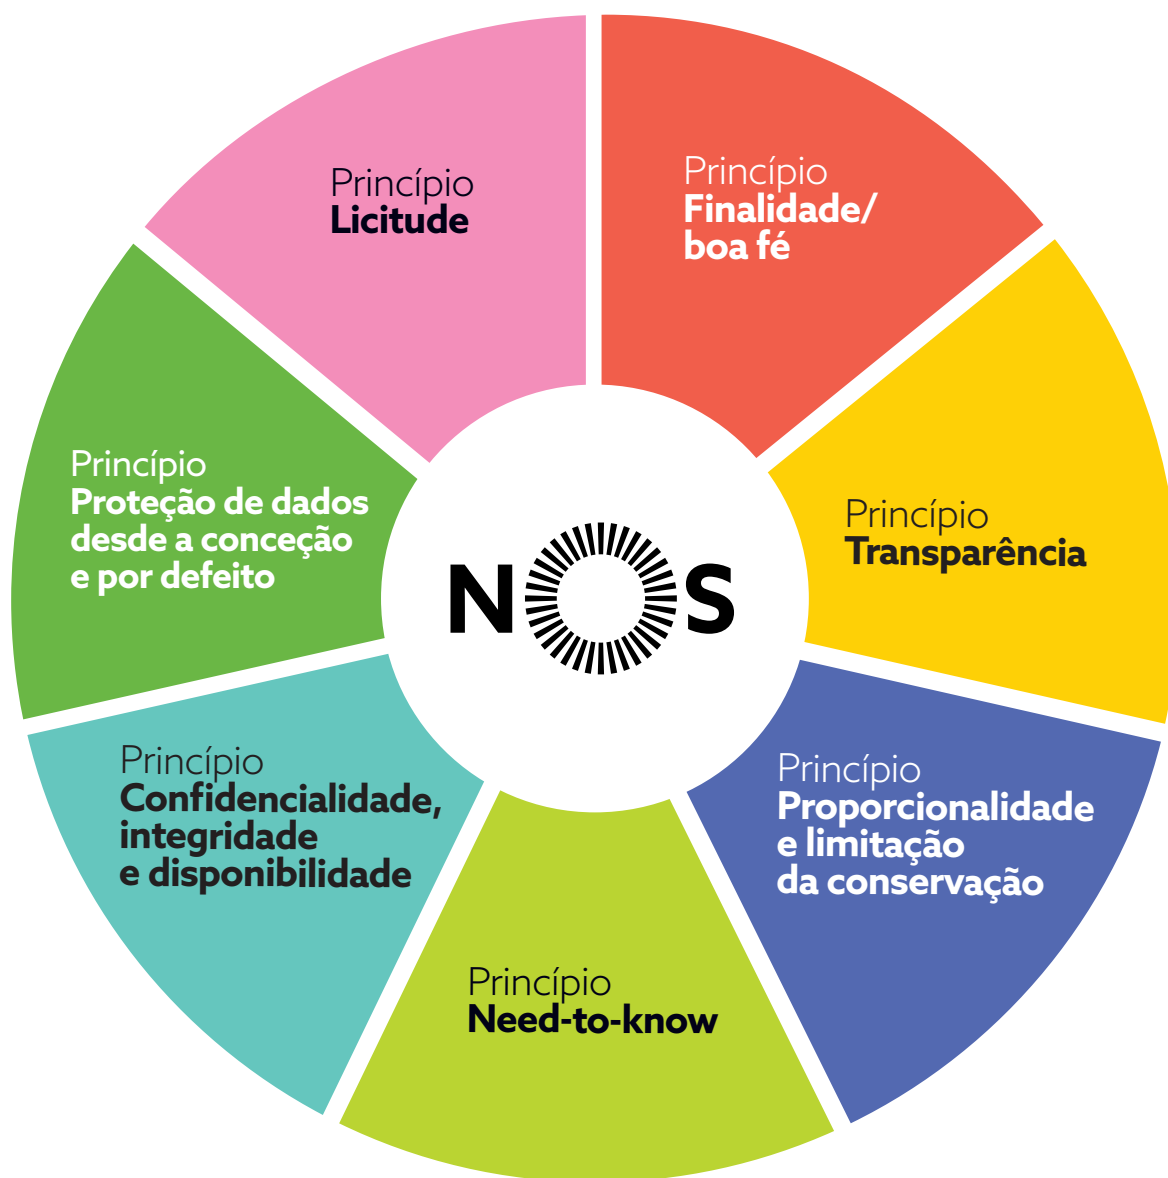 Princípio
Licitude
Princípio
Finalidade/
boa fé
Princípio
Transparência
Princípio
Proporcionalidade
e limitação
da conservação
Princípio
Need-to-know
Princípio
Confidencialidade,
integridade
e disponibilidade
Princípio
Proteção de dados
desde a conceção
e por defeito
NOS